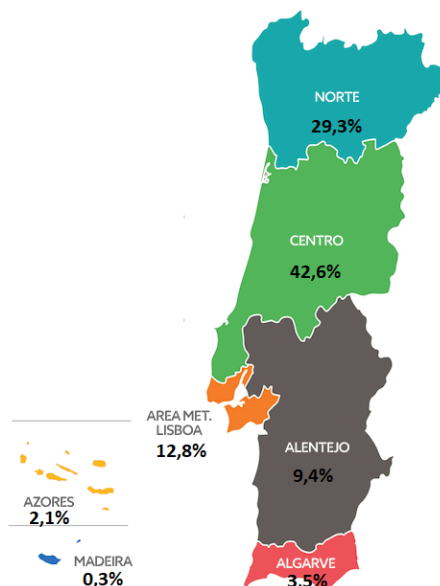 NORTE
29,3%
CENTRO
42,6%
AREA MET.
LISBOA
12,8%
ALENTEJO
9,4%
AZORES
2,1%
MADEIRA
0,3%
ALGARVE
3,5%